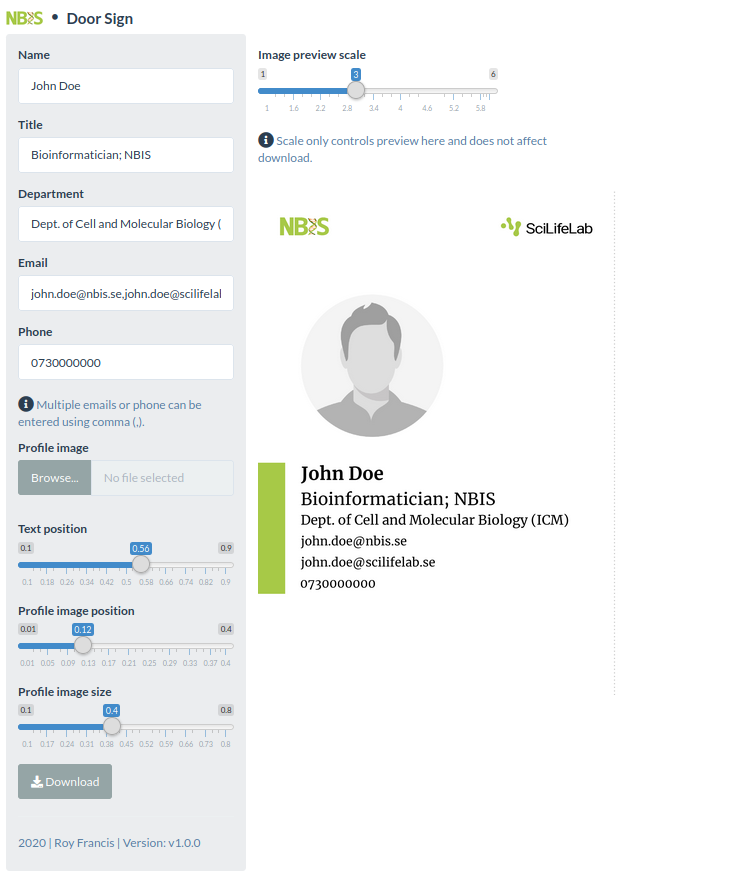 NBIS • Door Sign
Name
John Doe
Title
Bioinformatician; NBIS
Department
Dept. of Cell and Molecular Biology (
Email
john.doe@nbis.se,john.doe@scilifelal
Phone
0730000000
Multiple emails or phone can be
entered using comma (,).
Profile image
Browse... No file selected
Text position
0.1 0.56 0.9
0.1 0.18 0.26 0.34 0.42 0.5 0.58 0.66 0.74 0.82 0.9
Profile image position
0.01 0.12 0.4
0.01 0.05 0.09 0.13 0.17 0.21 0.25 0.29 0.33 0.37 0.4
Profile image size
0.1 0.4 0.8
0.1 0.17 0.24 0.31 0.38 0.45 0.52 0.59 0.66 0.73 0.8
Download
2020 | Roy Francis | Version: v1.0.0
Image preview scale
1 3 6
1 1.6 2.2 2.8 3.4 4 4.6 5.2 5.8
Scale only controls preview here and does not affect
download.
NBIS SciLifeLab
John Doe
Bioinformatician; NBIS
Dept. of Cell and Molecular Biology (ICM)
john.doe@nbis.se
john.doe@scilifelab.se
0730000000